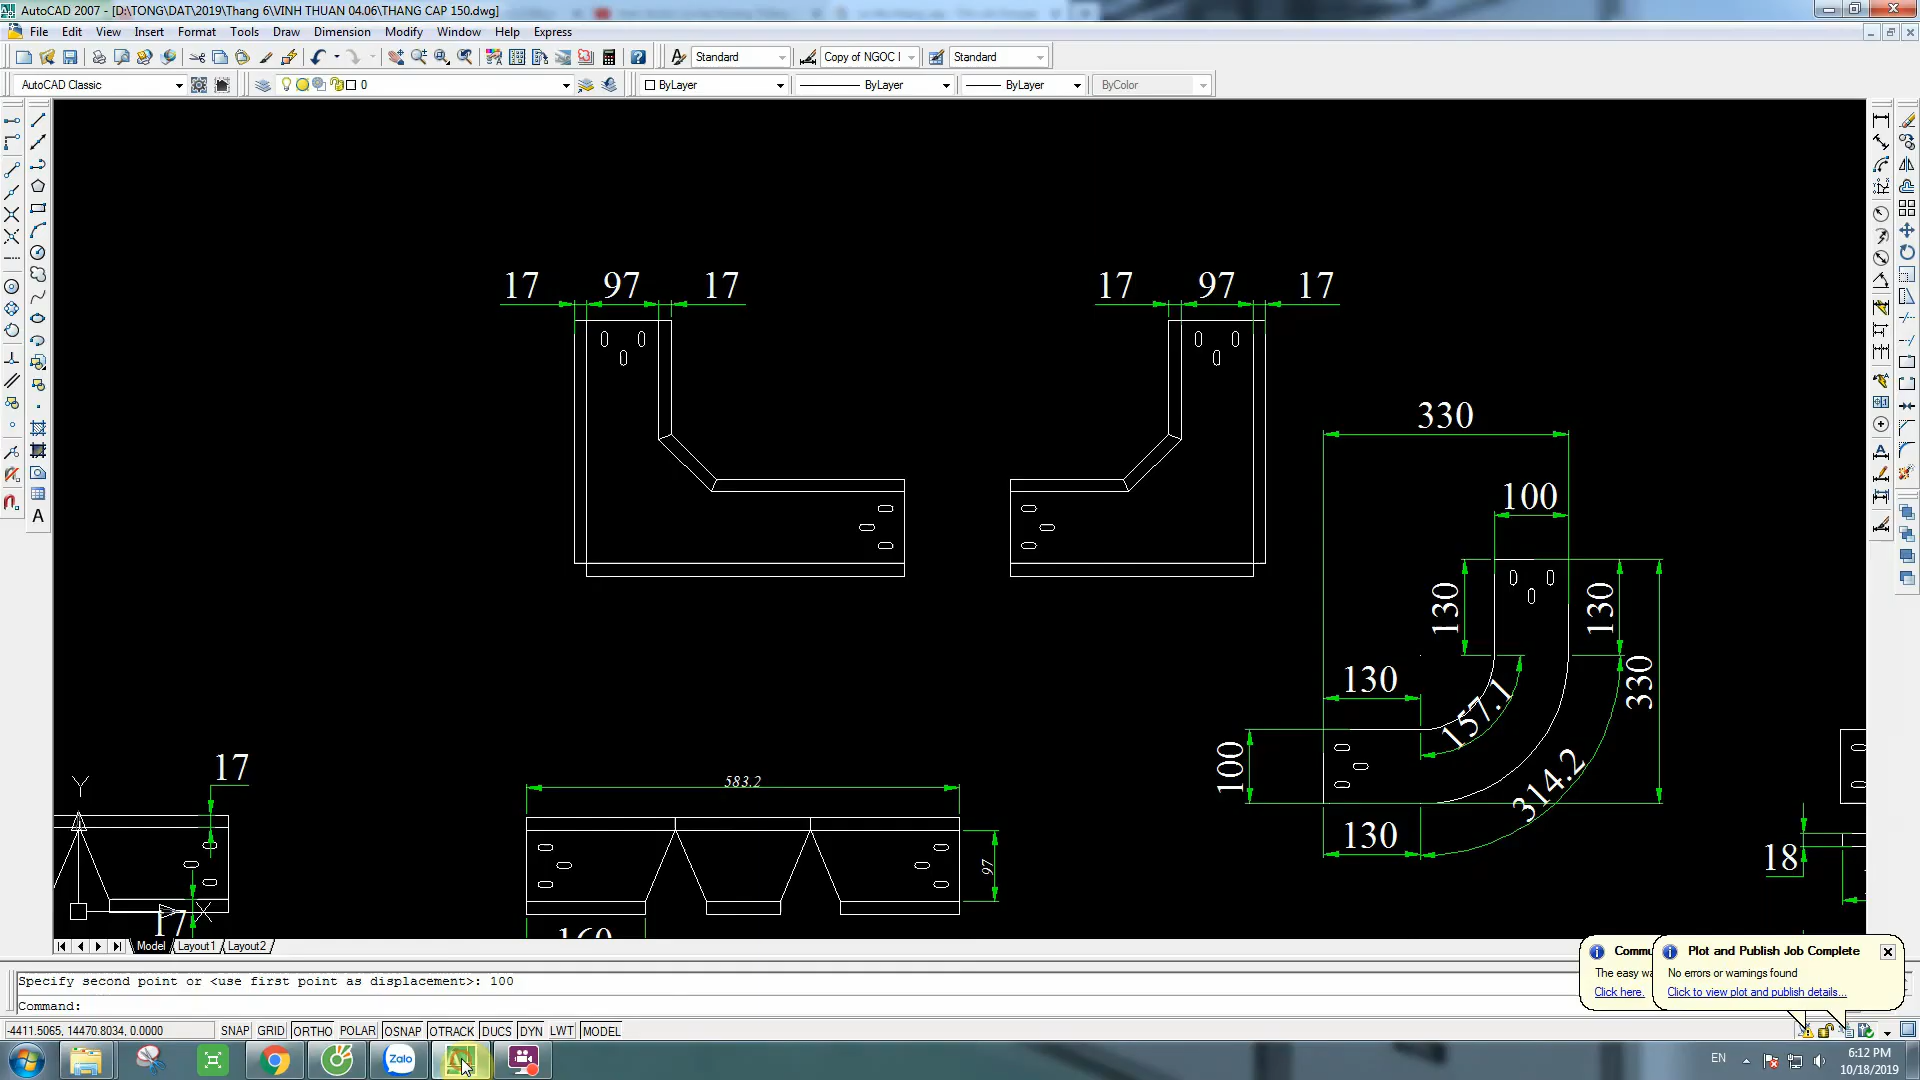 AutoCAD 2007 - [D:\TONG\DAT\2019\Thang 6\VINH THUAN 04.06\THANG CAP 150.dwg]
File Edit View Insert Format Tools Draw Dimension Modify Window Help Express
Standard Copy of NGOC Standard
AutoCAD Classic 0 ByLayer ByLayer ByLayer ByColor
17 97 17 17 97 17
330
100
130 130
130 157.1 330
100 314.2
17 583.2
130
97 18
17 160
Model Layout1 Layout2
Plot and Publish Job Complete
The easy No errors or warnings found
Click here. Click to view plot and publish details...
Specify second point or <use first point as displacement>: 100
Command:
-4411.5065, 14470.8034, 0.0000 SNAP GRID ORTHO POLAR OSNAP OTRACK DUCS DYN LWT MODEL
Zalo EN 6:12 PM
10/18/2019